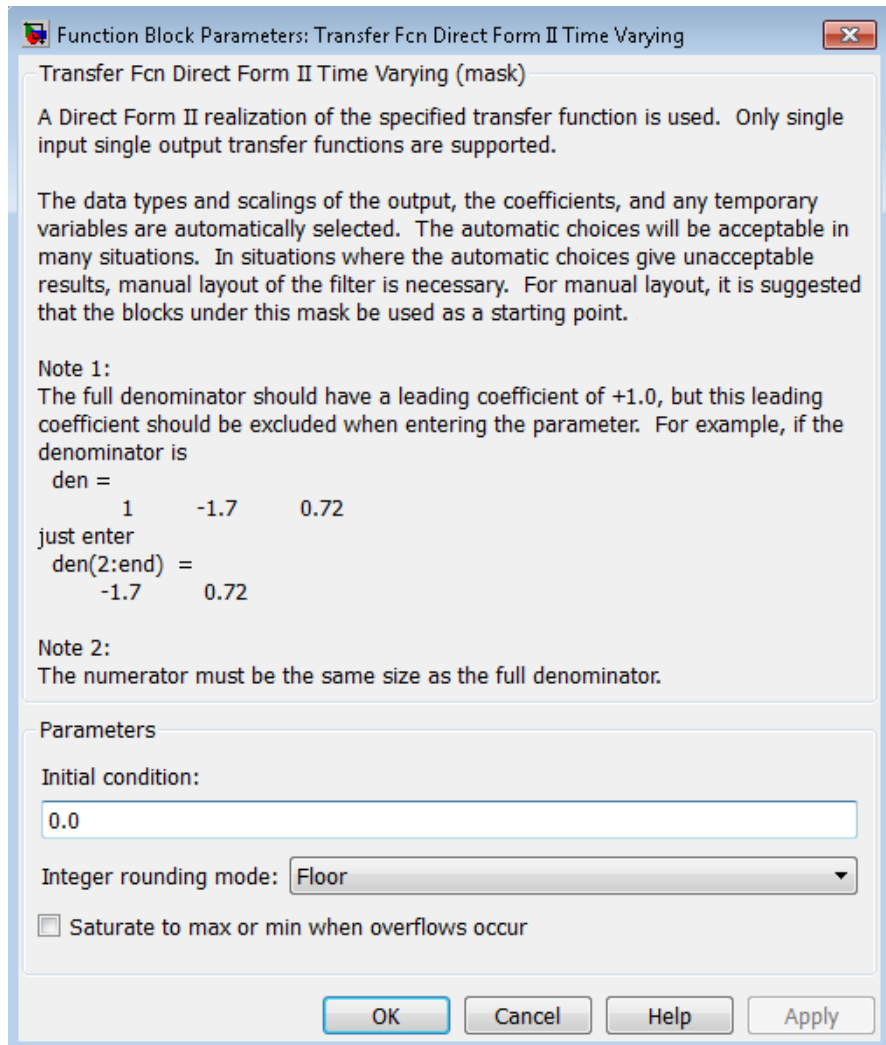 Function Block Parameters: Transfer Fcn Direct Form II Time Varying
Transfer Fcn Direct Form II Time Varying (mask)
A Direct Form II realization of the specified transfer function is used.  Only single
input single output transfer functions are supported.
The data types and scalings of the output, the coefficients, and any temporary
variables are automatically selected.  The automatic choices will be acceptable in
many situations.  In situations where the automatic choices give unacceptable
results, manual layout of the filter is necessary.  For manual layout, it is suggested
that the blocks under this mask be used as a starting point.
Note 1:
The full denominator should have a leading coefficient of +1.0, but this leading
coefficient should be excluded when entering the parameter.  For example, if the
denominator is
den =
1 -1.7 0.72
just enter
den(2:end)  =
-1.7 0.72
Note 2:
The numerator must be the same size as the full denominator.
Parameters
Initial condition:
0.0
Integer rounding mode: Floor
Saturate to max or min when overflows occur
OK Cancel Help Apply